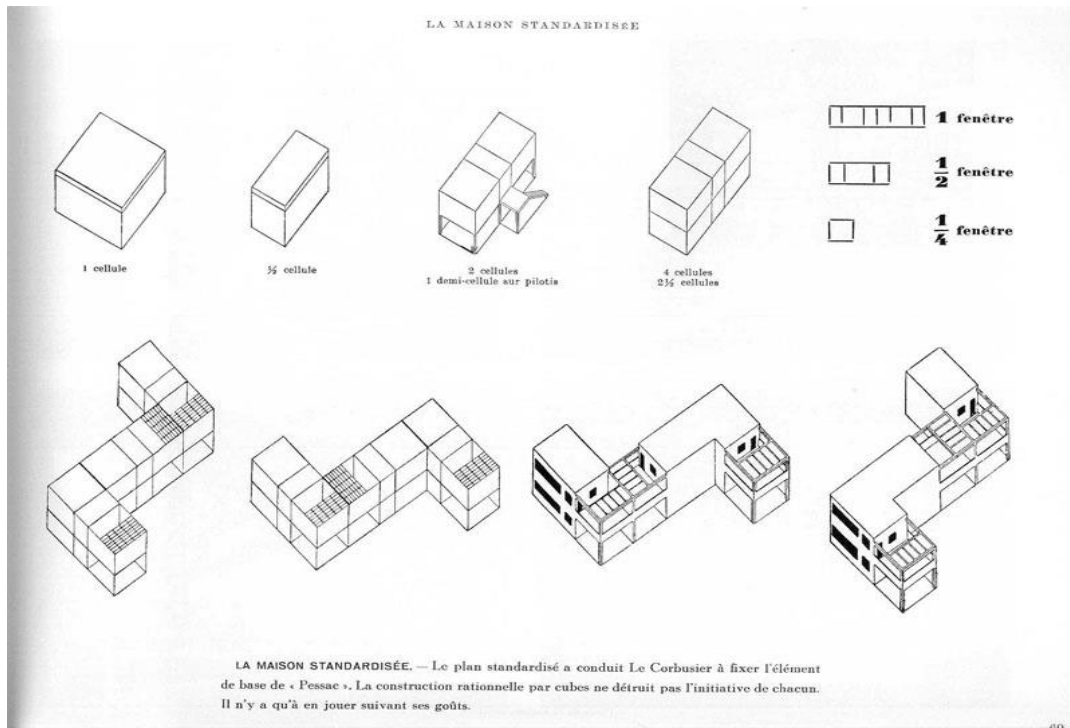 LA MAISON STANDARDISÉE
1 fenêtre
1/2 fenêtre
1/4 fenêtre
1 cellule
½ cellule
2 cellules
1 demi-cellule sur pilotis
4 cellules
2½ cellules
LA MAISON STANDARDISÉE. — Le plan standardisé a conduit Le Corbusier à fixer l'élément
de base de « Pessac ». La construction rationnelle par cubes ne détruit pas l'initiative de chacun.
Il n'y a qu'à en jouer suivant ses goûts.
69